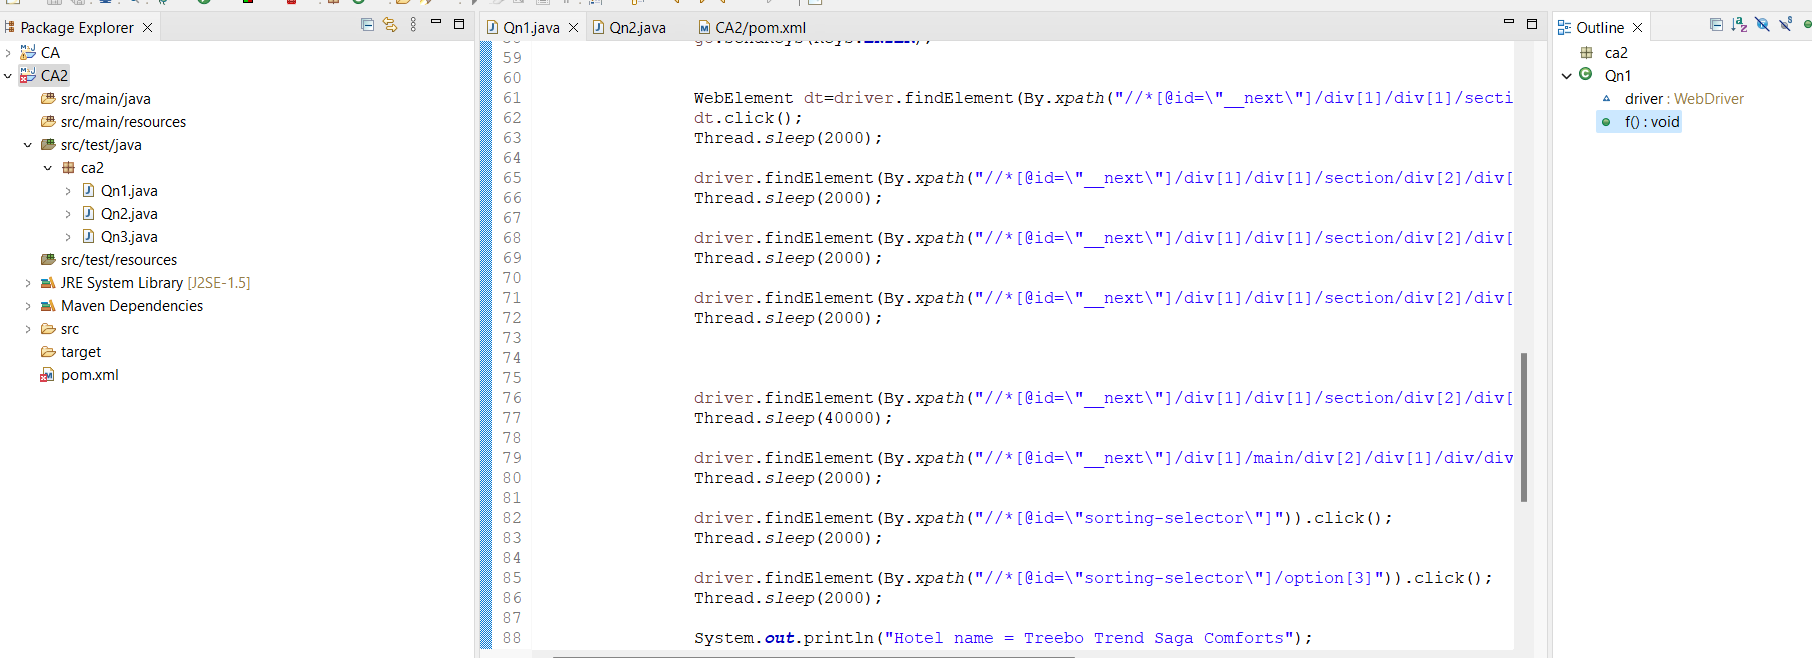 Package Explorer
CA
CA2
src/main/java
src/main/resources
src/test/java
ca2
Qn1.java
Qn2.java
Qn3.java
src/test/resources
JRE System Library [J2SE-1.5]
Maven Dependencies
src
target
pom.xml
Qn1.java
Qn2.java
CA2/pom.xml
59
60
61 WebElement dt=driver.findElement(By.xpath("//*[@id=\"__next\"]/div[1]/div[1]/secti
62 dt.click();
63 Thread.sleep(2000);
64
65 driver.findElement(By.xpath("//*[@id=\"__next\"]/div[1]/div[1]/section/div[2]/div[
66 Thread.sleep(2000);
67
68 driver.findElement(By.xpath("//*[@id=\"__next\"]/div[1]/div[1]/section/div[2]/div[
69 Thread.sleep(2000);
70
71 driver.findElement(By.xpath("//*[@id=\"__next\"]/div[1]/div[1]/section/div[2]/div[
72 Thread.sleep(2000);
73
74
75
76 driver.findElement(By.xpath("//*[@id=\"__next\"]/div[1]/div[1]/section/div[2]/div[
77 Thread.sleep(40000);
78
79 driver.findElement(By.xpath("//*[@id=\"__next\"]/div[1]/main/div[2]/div[1]/div/div
80 Thread.sleep(2000);
81
82 driver.findElement(By.xpath("//*[@id=\"sorting-selector\"]")).click();
83 Thread.sleep(2000);
84
85 driver.findElement(By.xpath("//*[@id=\"sorting-selector\"]/option[3]")).click();
86 Thread.sleep(2000);
87
88 System.out.println("Hotel name = Treebo Trend Saga Comforts");
Outline
ca2
Qn1
driver : WebDriver
f() : void